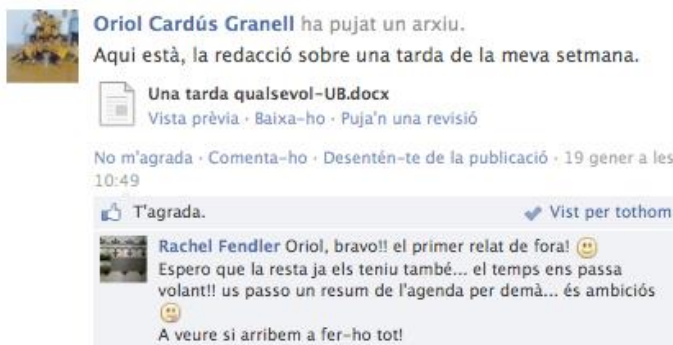 Oriol Cardús Granell ha pujat un arxiu.
Aqui està, la redacció sobre una tarda de la meva setmana.
Una tarda qualsevol-UB.docx
Vista prèvia · Baixa-ho · Puja'n una revisió
No m'agrada · Comenta-ho · Desentén-te de la publicació · 19 gener a les
10:49
T'agrada. Vist per tothom
Rachel Fendler Oriol, bravo!! el primer relat de fora!
Espero que la resta ja els teniu també... el temps ens passa
volant!! us passo un resum de l'agenda per demà... és ambiciós
A veure si arribem a fer-ho tot!